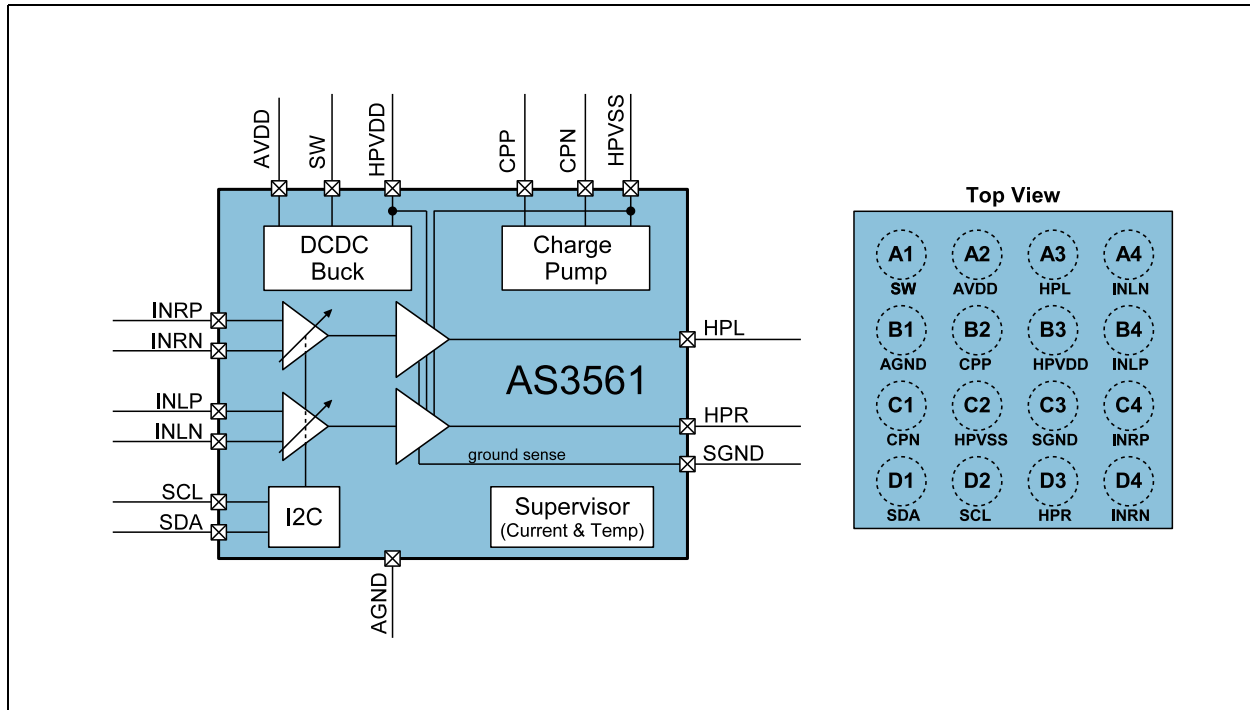 AVDD
SW
HPVDD
CPP
CPN
HPVSS
DCDC
Buck
Charge
Pump
INRP
INRN
INLP
INLN
SCL
SDA
I2C
AS3561
HPL
HPR
SGND
ground sense
Supervisor
(Current & Temp)
AGND
Top View
A1 A2 A3 A4
SW AVDD HPL INLN
B1 B2 B3 B4
AGND CPP HPVDD INLP
C1 C2 C3 C4
CPN HPVSS SGND INRP
D1 D2 D3 D4
SDA SCL HPR INRN